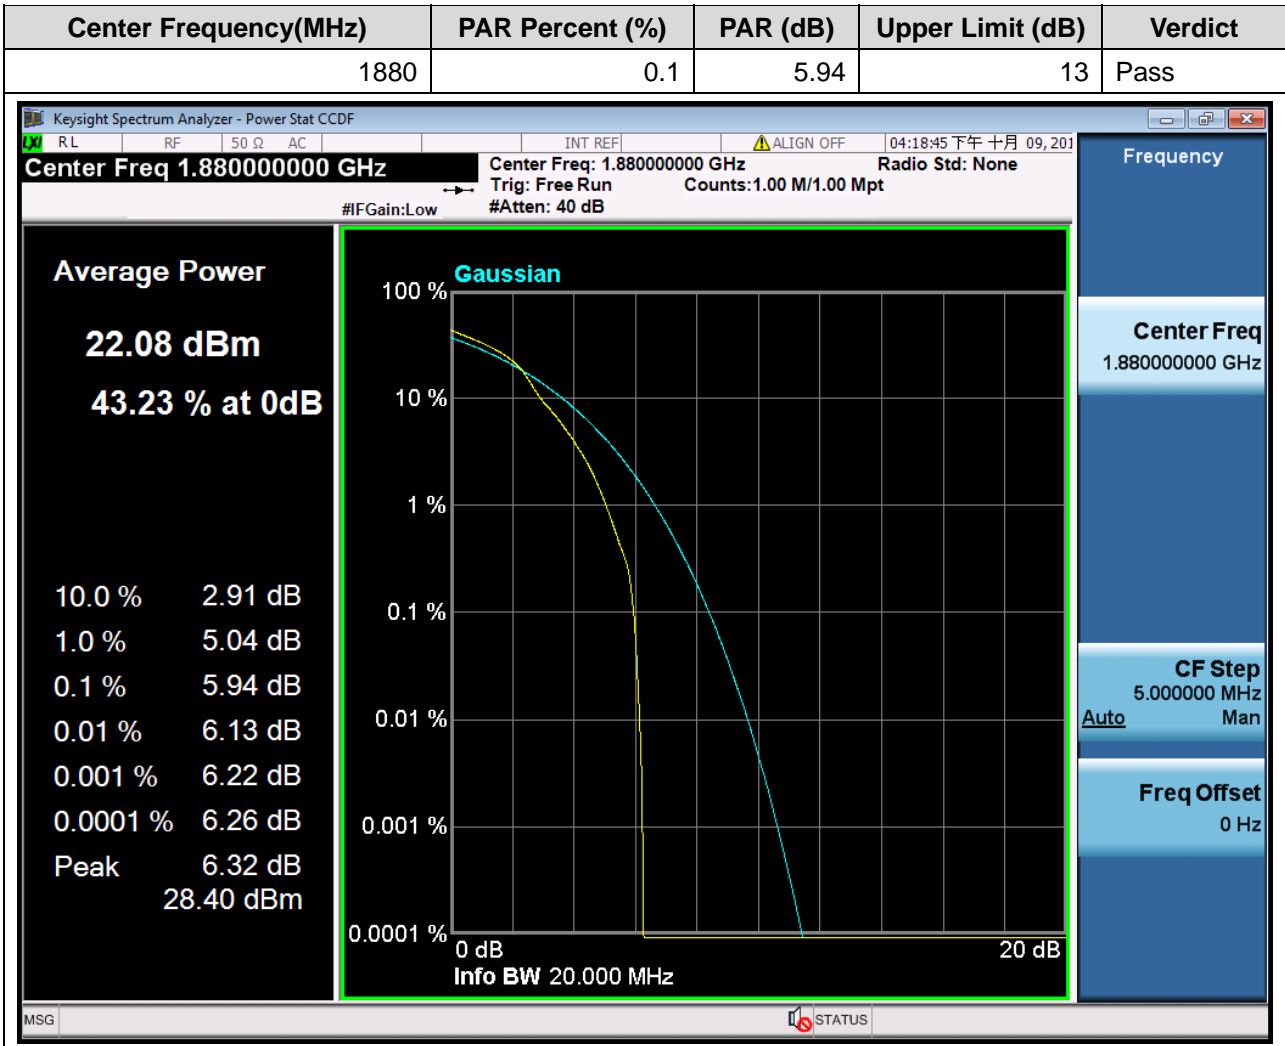 Center Frequency(MHz) PAR Percent (%) PAR (dB) Upper Limit (dB) Verdict
1880 0.1 5.94 13 Pass
Keysight Spectrum Analyzer - Power Stat CCDF
LXI RL RF 50 Ω AC INT REF ALIGN OFF 04:18:45 下午 十月 09, 201
Center Freq 1.880000000 GHz
Center Freq: 1.880000000 GHz Radio Std: None
Trig: Free Run Counts:1.00 M/1.00 Mpt
#IFGain:Low #Atten: 40 dB
Frequency
Average Power
22.08 dBm
43.23 % at 0dB
10.0 % 2.91 dB
1.0 % 5.04 dB
0.1 % 5.94 dB
0.01 % 6.13 dB
0.001 % 6.22 dB
0.0001 % 6.26 dB
Peak 6.32 dB
28.40 dBm
Gaussian
100 %
10 %
1 %
0.1 %
0.01 %
0.001 %
0.0001 %
0 dB 20 dB
Info BW 20.000 MHz
Center Freq
1.880000000 GHz
CF Step
5.000000 MHz
Auto Man
Freq Offset
0 Hz
MSG STATUS